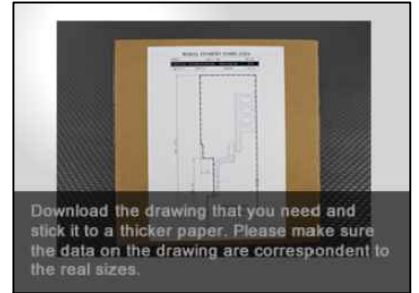 Download the drawing that you need and
stick it to a thicker paper. Please make sure
the data on the drawing are correspondent to
the real sizes.